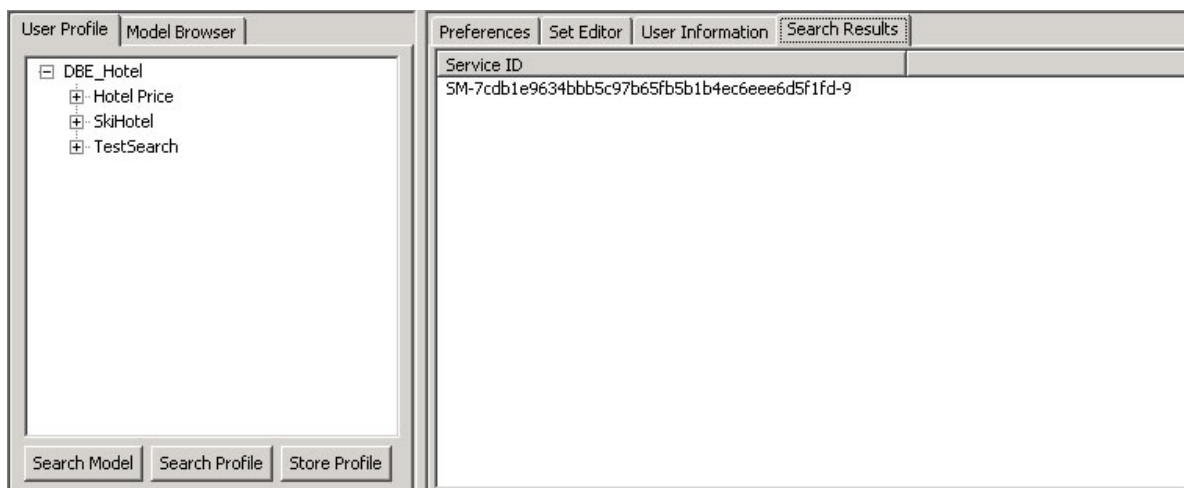 User Profile
Model Browser
DBE_Hotel
Hotel Price
SkiHotel
TestSearch
Search Model
Search Profile
Store Profile
Preferences
Set Editor
User Information
Search Results
Service ID
SM-7cdb1e9634bbb5c97b65fb5b1b4ec6eee6d5f1fd-9